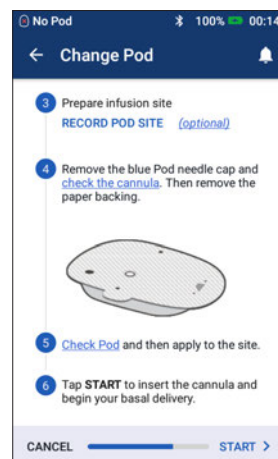 No Pod 100% 00:14
Change Pod
3 Prepare infusion site
RECORD POD SITE (optional)
4 Remove the blue Pod needle cap and
check the cannula. Then remove the
paper backing.
5 Check Pod and then apply to the site.
6 Tap START to insert the cannula and
begin your basal delivery.
CANCEL START